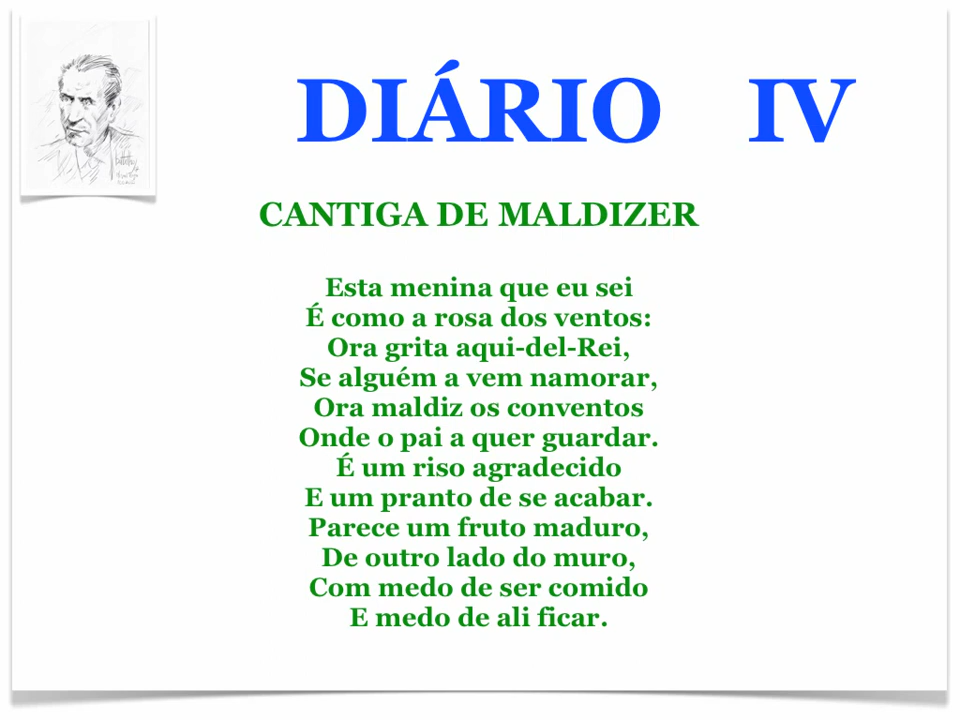 DIÁRIO IV
CANTIGA DE MALDIZER
Esta menina que eu sei
É como a rosa dos ventos:
Ora grita aqui-del-Rei,
Se alguém a vem namorar,
Ora maldiz os conventos
Onde o pai a quer guardar.
É um riso agradecido
E um pranto de se acabar.
Parece um fruto maduro,
De outro lado do muro,
Com medo de ser comido
E medo de ali ficar.